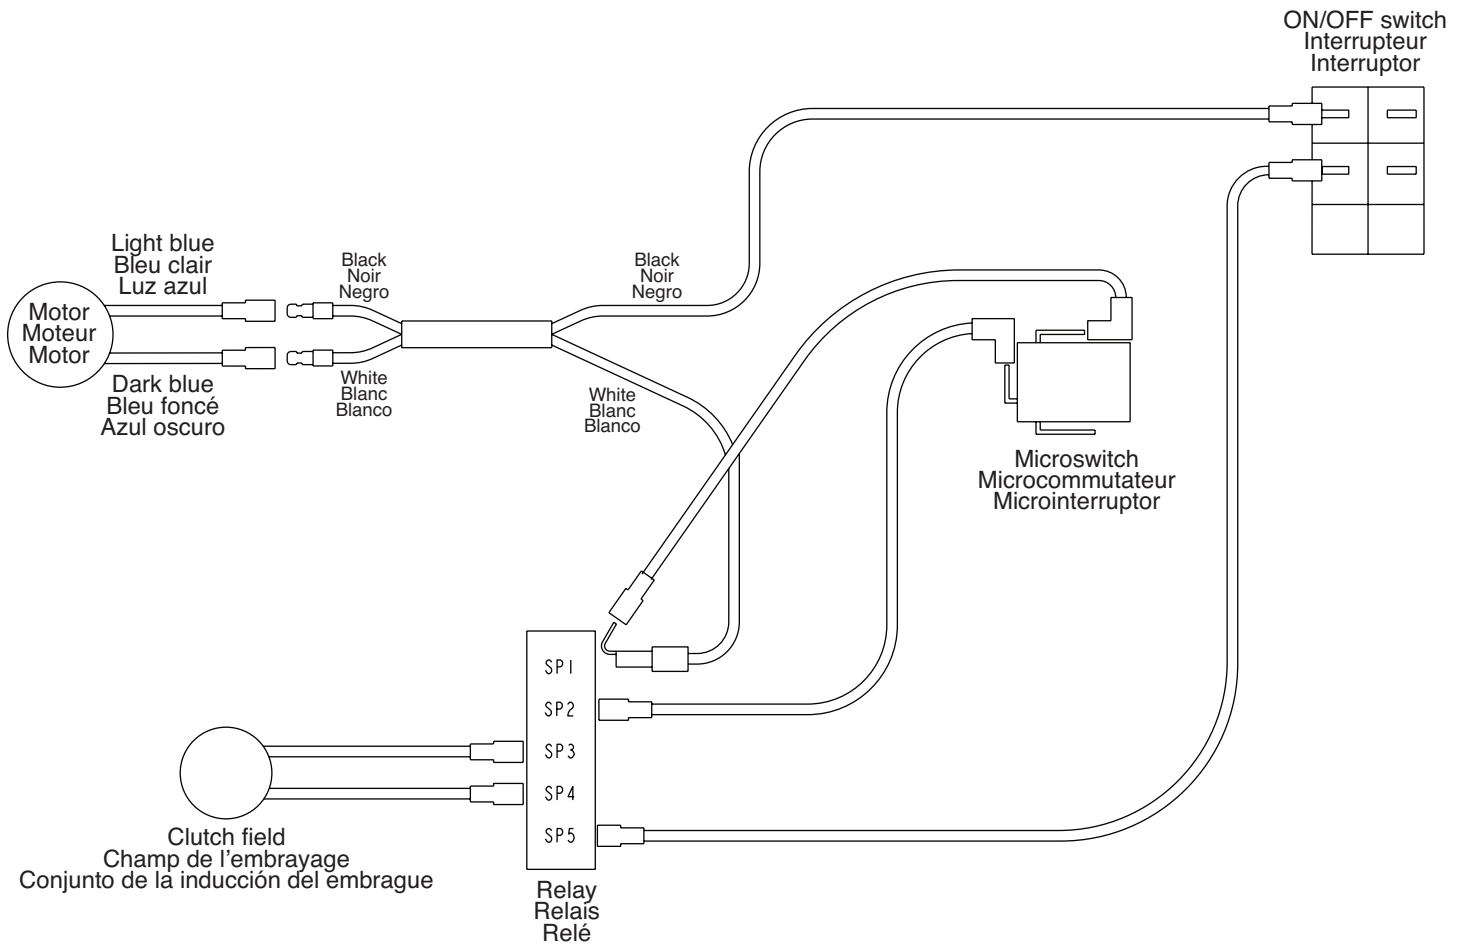 ON/OFF switch
Interrupteur
Interruptor
Light blue
Bleu clair
Luz azul
Black
Noir
Negro
Black
Noir
Negro
Motor
Moteur
Motor
Dark blue
Bleu foncé
Azul oscuro
White
Blanc
Blanco
White
Blanc
Blanco
Microswitch
Microcommutateur
Microinterruptor
SP1
SP2
SP3
SP4
SP5
Clutch field
Champ de l'embrayage
Conjunto de la inducción del embrague
Relay
Relais
Relé